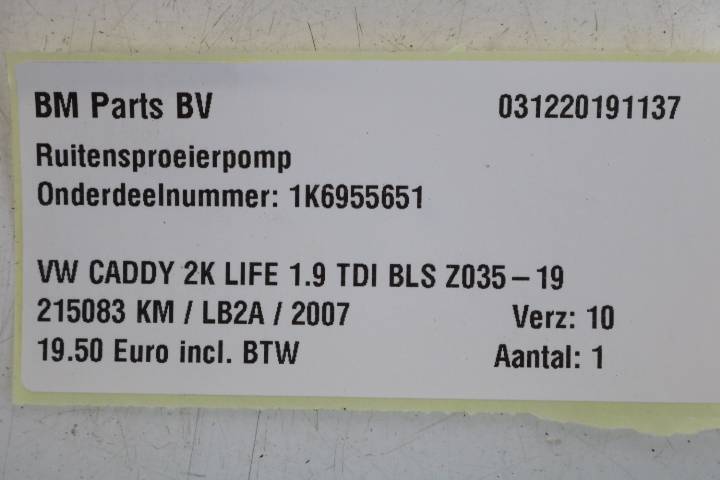 BM Parts BV 031220191137
Ruitensproeierpomp
Onderdeelnummer: 1K6955651
VW CADDY 2K LIFE 1.9 TDI BLS Z035 – 19
215083 KM / LB2A / 2007 Verz: 10
19.50 Euro incl. BTW Aantal: 1